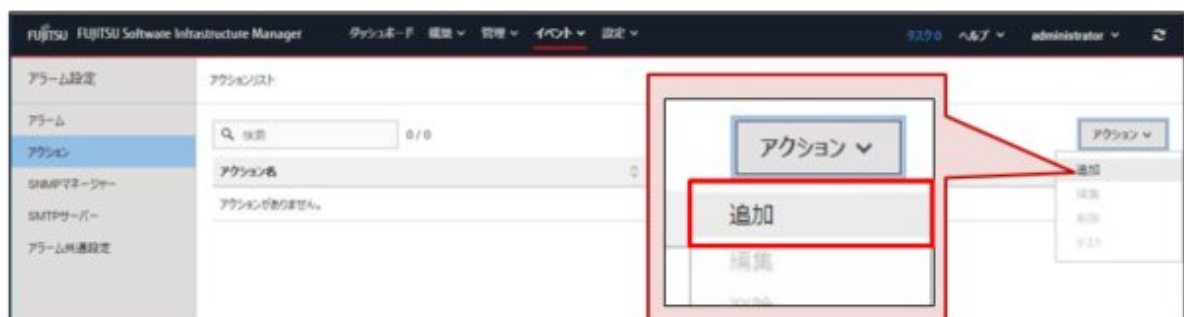 FUJITSU FUJITSU Software Infrastructure Manager ダッシュボード 構築 管理 イベント 設定 タスク 0 ヘルプ administrator
アラーム設定 アクションリスト
アラーム
検索 0 / 0 アクション
アクション
アクション名
追加
SNMPマネージャー
アクションがありません。
編集
SMTPサーバー
削除
アラーム共通設定
テスト
アクション
追加
編集